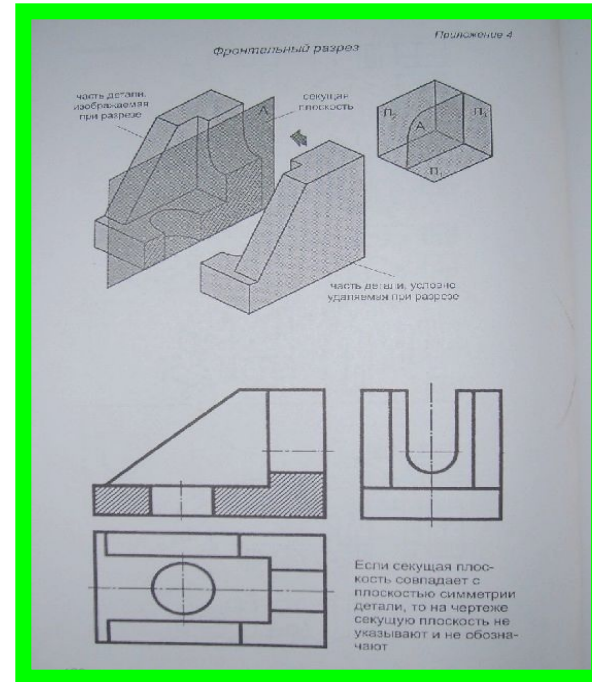 Приложение 4
Фронтальный разрез
часть детали,
изображаемая
при разрезе
секущая
плоскость
А
П₂
А
П₃
П₁
часть детали, условно
удаляемая при разрезе
Если секущая плос-
кость совпадает с
плоскостью симметрии
детали, то на чертеже
секущую плоскость не
указывают и не обозна-
чают